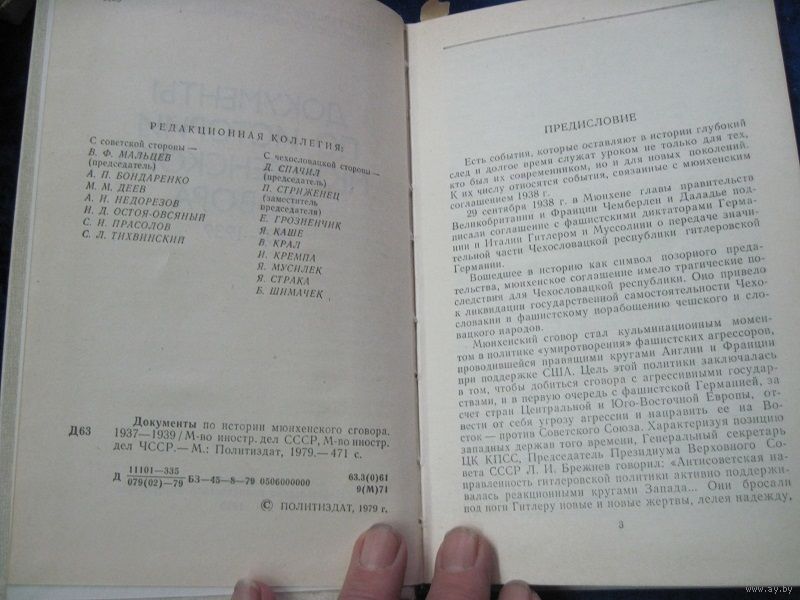 РЕДАКЦИОННАЯ КОЛЛЕГИЯ:
С советской стороны —
В. Ф. МАЛЬЦЕВ
(председатель)
А. П. БОНДАРЕНКО
М. М. ДЕЕВ
А. И. НЕДОРЕЗОВ
Н. Д. ОСТОЯ-ОВСЯНЫЙ
С. Н. ПРАСОЛОВ
С. Л. ТИХВИНСКИЙ
С чехословацкой стороны —
Д. СПАЧИЛ
(председатель)
П. СТРИЖЕНЕЦ
(заместитель
председателя)
Е. ГРОЗНЕНЧИК
Я. КАШЕ
В. КРАЛ
И. КРЕМПА
Я. МУСИЛЕК
Я. СТРАКА
Б. ШИМАЧЕК
Документы по истории мюнхенского сговора.
Д63 1937—1939 / М-во иностр. дел СССР, М-во иностр.
дел ЧССР.— М.: Политиздат, 1979.— 471 с.
Д 11101—335
079(02)—79 БЗ—45—8—79 0506000000 63.3(0)61
9(М)71
© ПОЛИТИЗДАТ, 1979 г.
ПРЕДИСЛОВИЕ
Есть события, которые оставляют в истории глубокий
след и долгое время служат уроком не только для тех,
кто был их современником, но и для новых поколений.
К их числу относятся события, связанные с мюнхенским
соглашением 1938 г.
29 сентября 1938 г. в Мюнхене главы правительств
Великобритании и Франции Чемберлен и Даладье под-
писали соглашение с фашистскими диктаторами Герма-
нии и Италии Гитлером и Муссолини о передаче значи-
тельной части Чехословацкой республики гитлеровской
Германии.
Вошедшее в историю как символ позорного преда-
тельства, мюнхенское соглашение имело трагические по-
следствия для Чехословацкой республики. Оно привело
к ликвидации государственной самостоятельности Чехо-
словакии и фашистскому порабощению чешского и сло-
вацкого народов.
Мюнхенский сговор стал кульминационным момен-
том в политике «умиротворения» фашистских агрессоров,
проводившейся правящими кругами Англии и Франции
при поддержке США. Цель этой политики заключалась
в том, чтобы добиться сговора с агрессивными государ-
ствами, и в первую очередь с фашистской Германией, за
счет стран Центральной и Юго-Восточной Европы, от-
вести от себя угрозу агрессии и направить ее на Во-
сток — против Советского Союза. Характеризуя позицию
западных держав того времени, Генеральный секретарь
ЦК КПСС, Председатель Президиума Верховного Со-
вета СССР Л. И. Брежнев говорил: «Антисоветская на-
правленность гитлеровской политики активно поддержи-
валась реакционными кругами Запада... Они бросали
под ноги Гитлеру новые и новые жертвы, лелея надежду,
3
www.ay.by